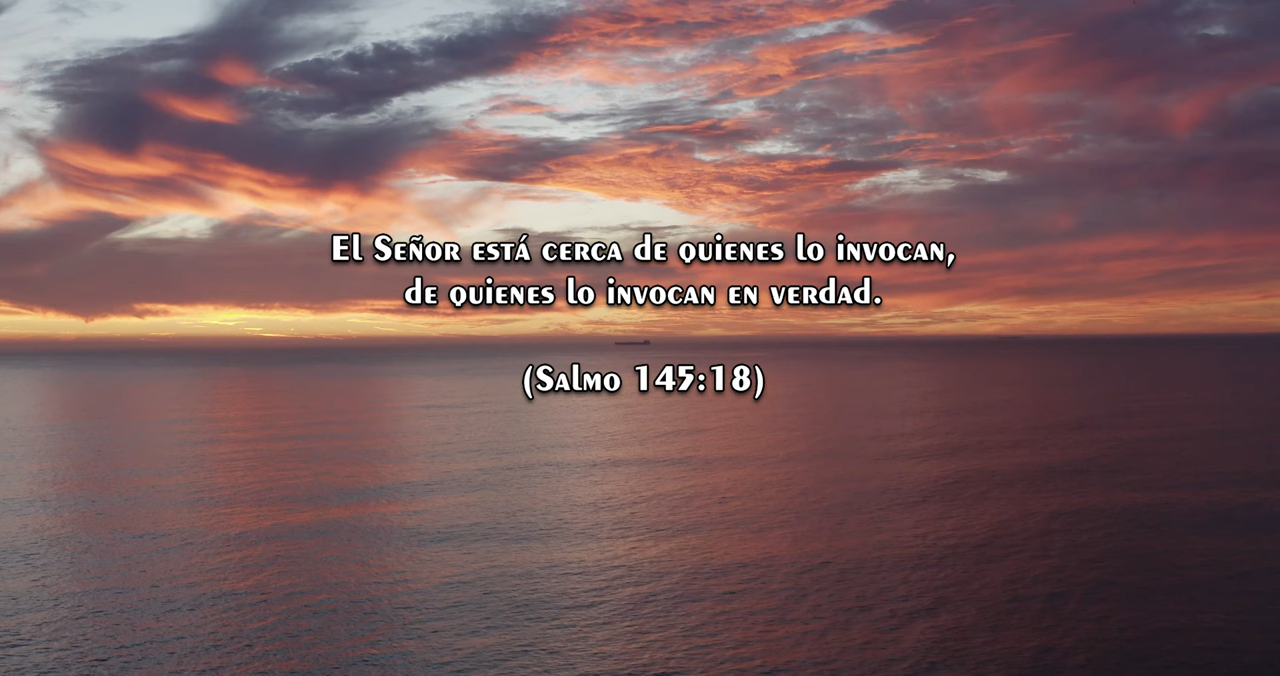 El Señor está cerca de quienes lo invocan,
de quienes lo invocan en verdad.
(Salmo 145:18)